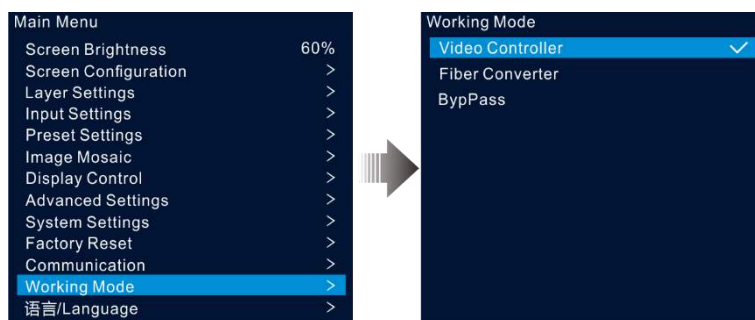 Main Menu
Screen Brightness 60%
Screen Configuration >
Layer Settings >
Input Settings >
Preset Settings >
Image Mosaic >
Display Control >
Advanced Settings >
System Settings >
Factory Reset >
Communication >
Working Mode >
语言/Language >
Working Mode
Video Controller ✓
Fiber Converter
BypPass